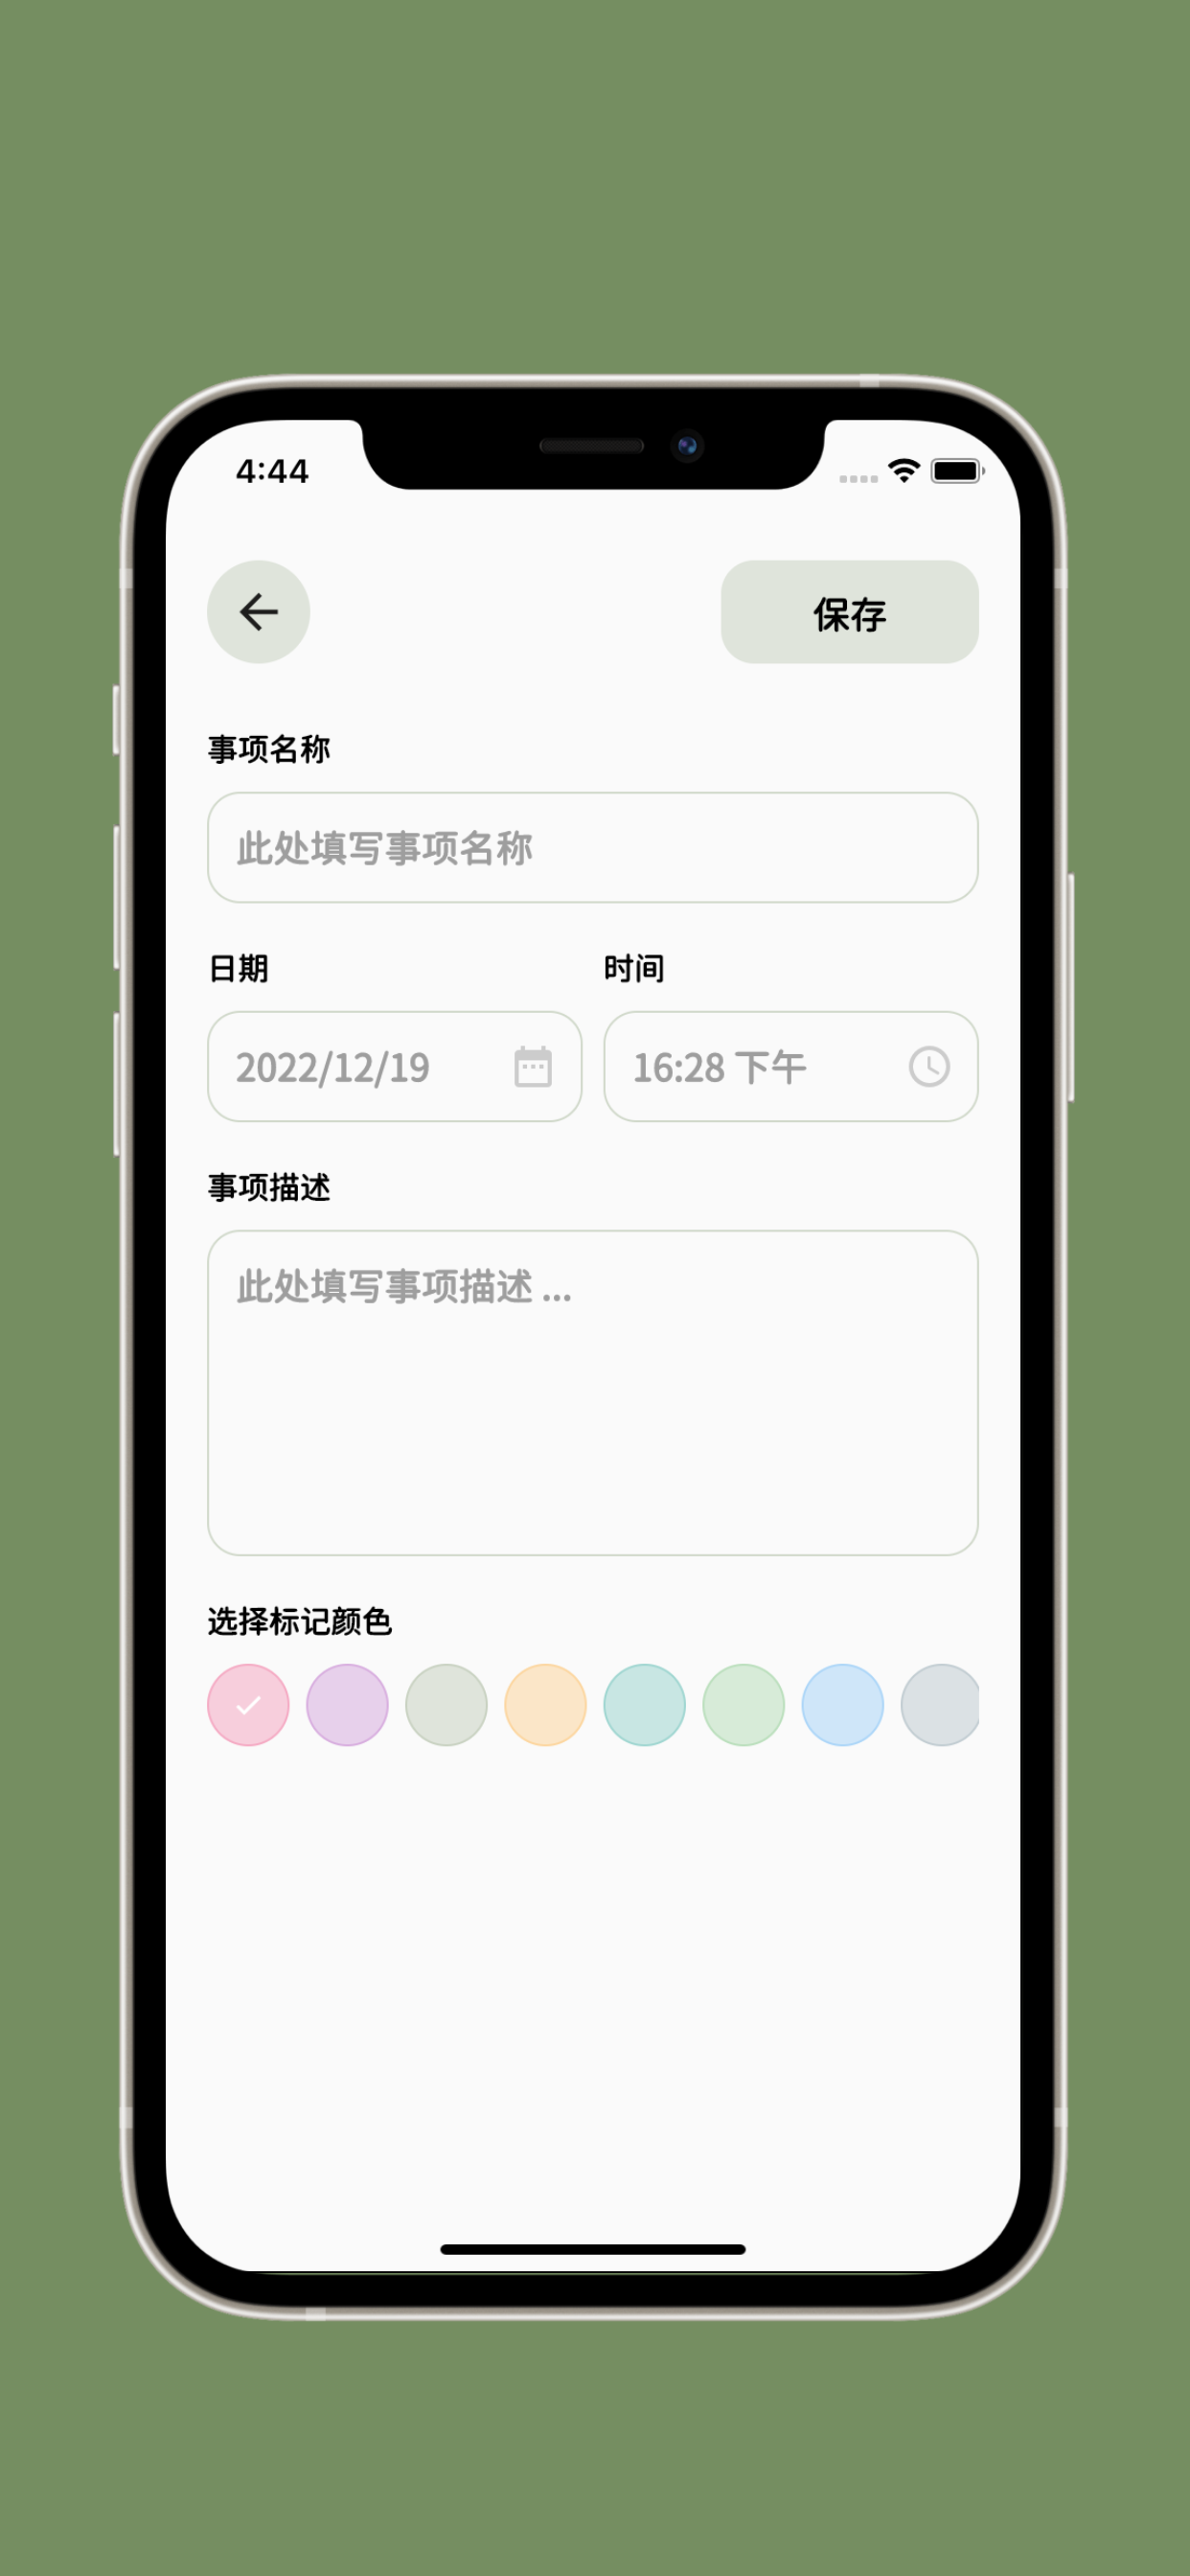 4:44
保存
事项名称
此处填写事项名称
日期 时间
2022/12/19 16:28 下午
事项描述
此处填写事项描述 ...
选择标记颜色